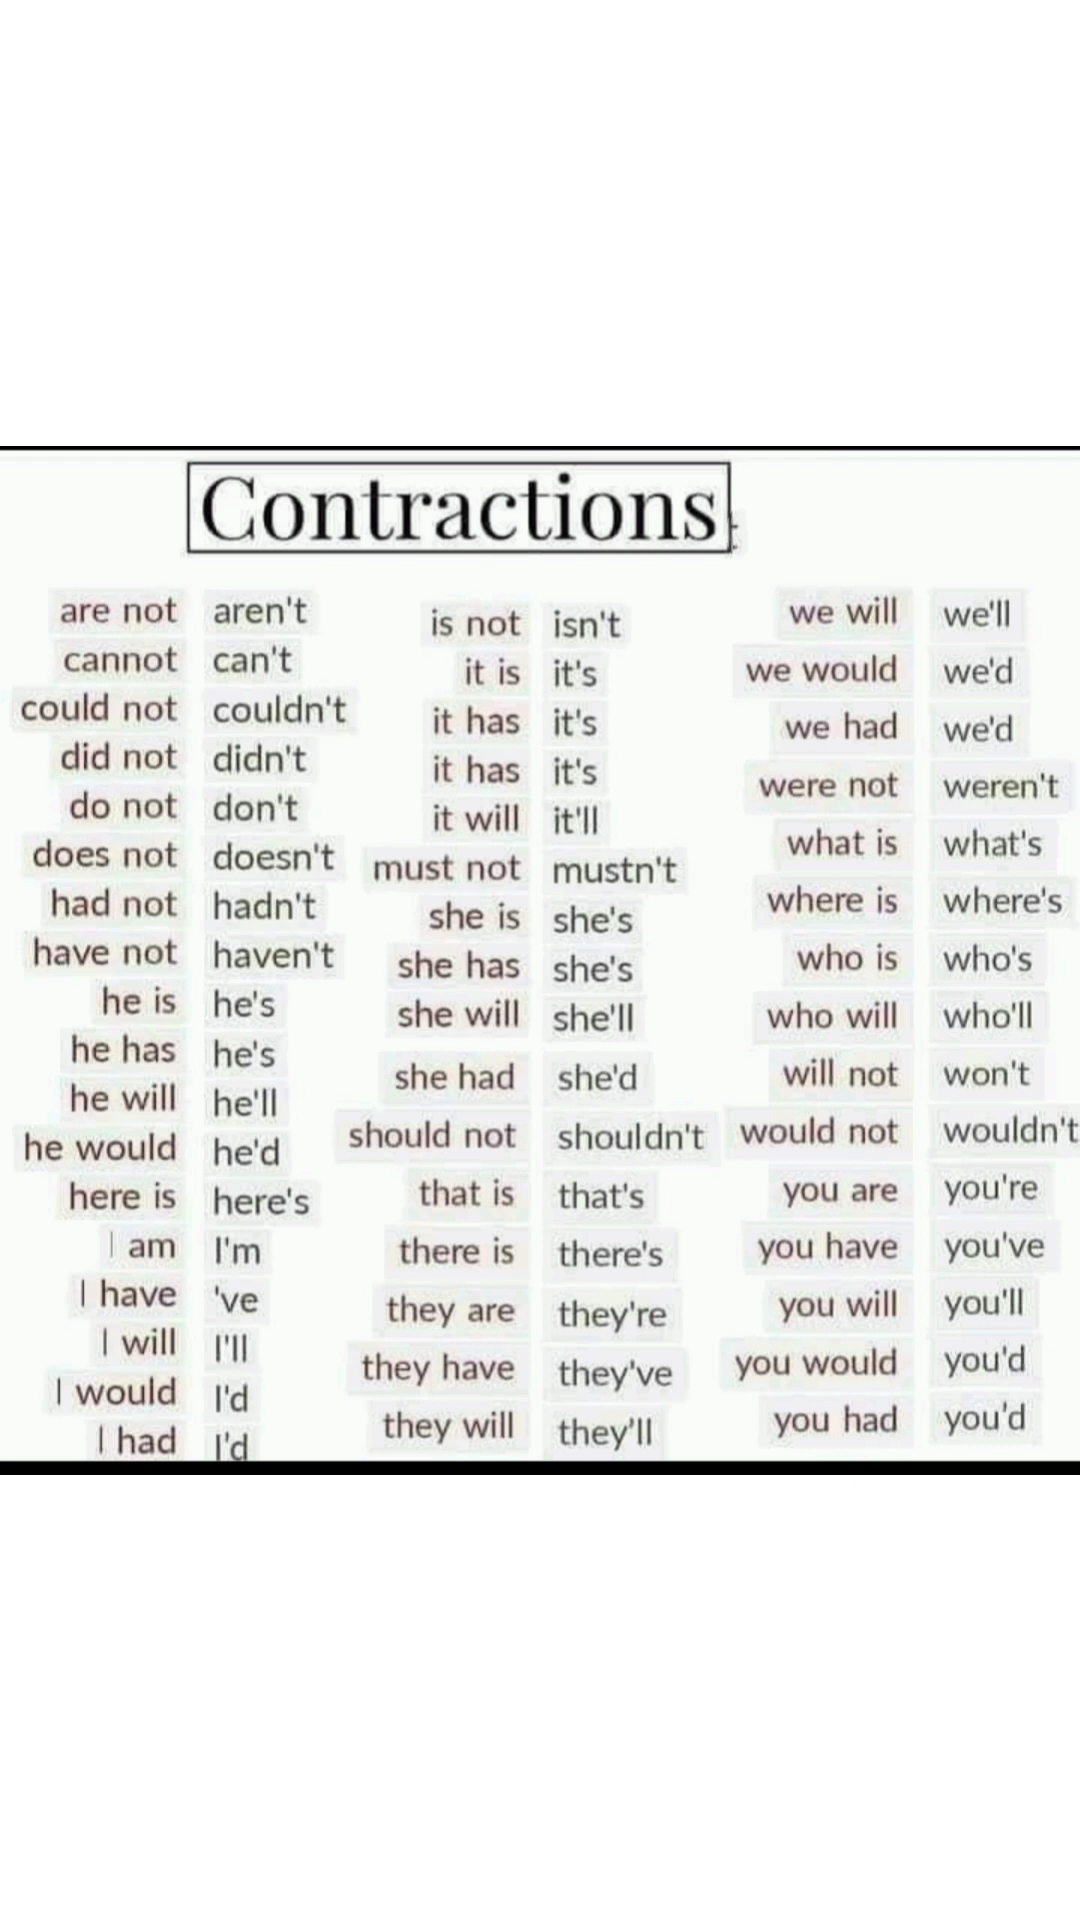 Contractions
are not aren't
cannot can't
could not couldn't
did not didn't
do not don't
does not doesn't
had not hadn't
have not haven't
he is he's
he has he's
he will he'll
he would he'd
here is here's
I am I'm
I have 've
I will I'll
I would I'd
I had I'd
is not isn't
it is it's
it has it's
it has it's
it will it'll
must not mustn't
she is she's
she has she's
she will she'll
she had she'd
should not shouldn't
that is that's
there is there's
they are they're
they have they've
they will they'll
we will we'll
we would we'd
we had we'd
were not weren't
what is what's
where is where's
who is who's
who will who'll
will not won't
would not wouldn't
you are you're
you have you've
you will you'll
you would you'd
you had you'd